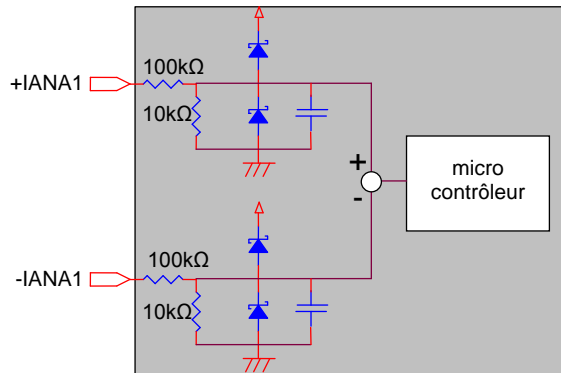 100kΩ
+IANA1
10kΩ
+
-
micro
contrôleur
100kΩ
-IANA1
10kΩ